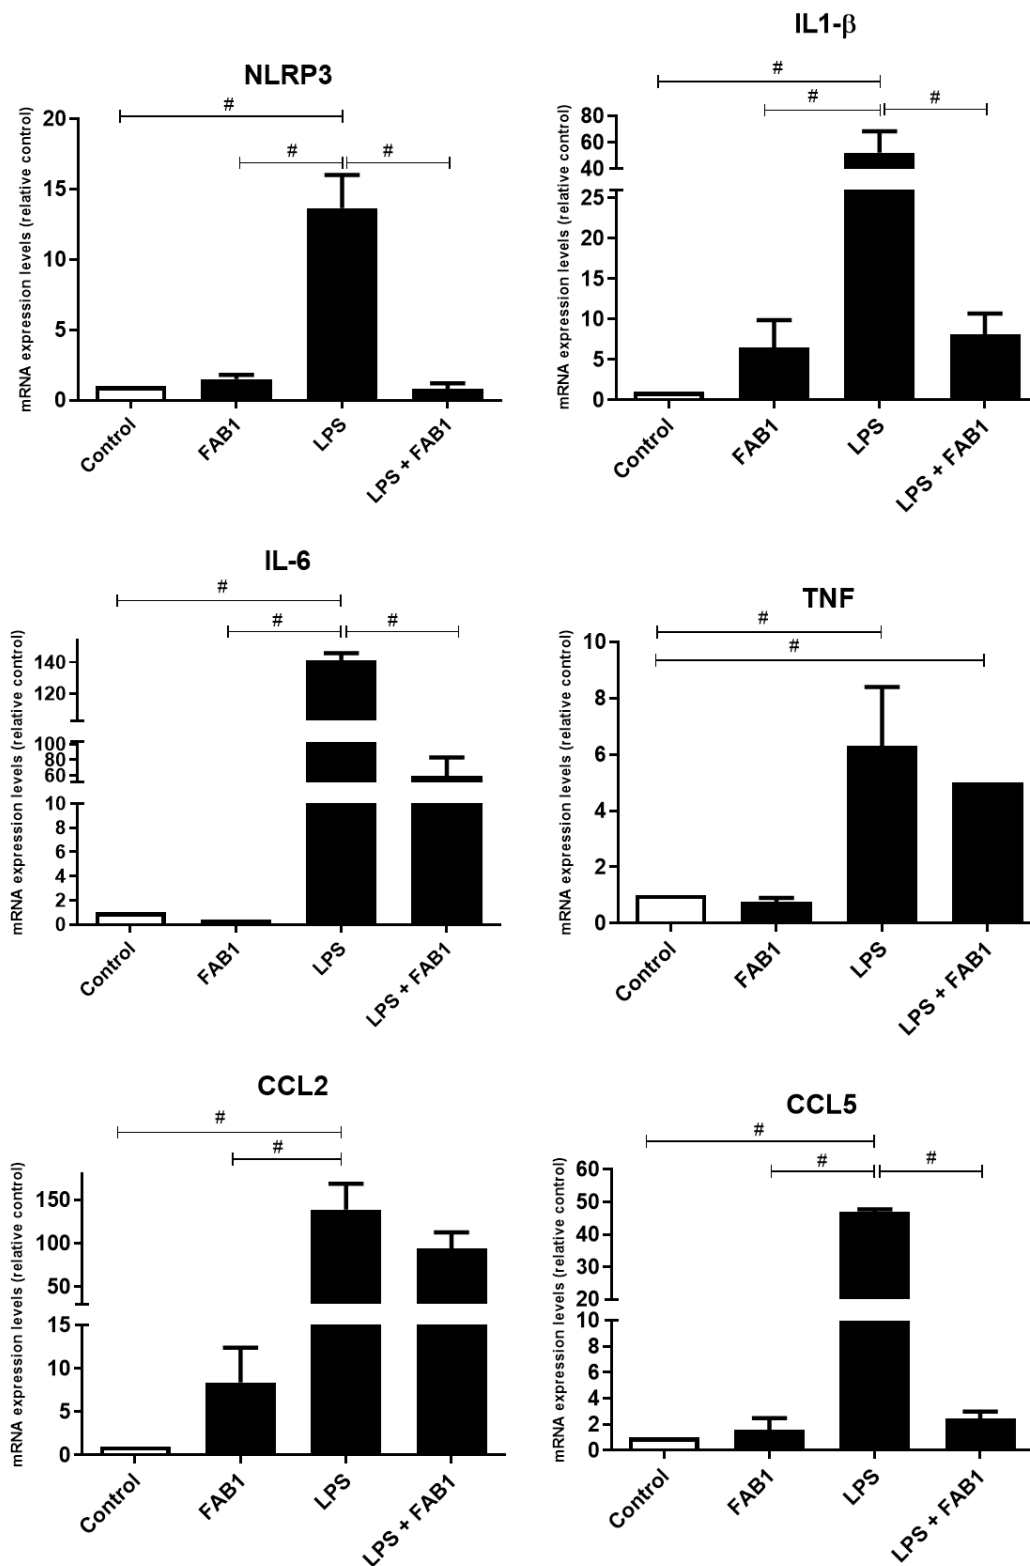 NLRP3
#
#
#
mRNA expression levels (relative control)
20
15
10
5
0
Control
FAB1
LPS
LPS + FAB1
IL1-β
#
#
#
mRNA expression levels (relative control)
80
60
40
25
20
15
10
5
0
Control
FAB1
LPS
LPS + FAB1
IL-6
#
#
#
mRNA expression levels (relative control)
140
120
100
80
60
10
8
6
4
2
0
Control
FAB1
LPS
LPS + FAB1
TNF
#
#
mRNA expression levels (relative control)
10
8
6
4
2
0
Control
FAB1
LPS
LPS + FAB1
CCL2
#
#
mRNA expression levels (relative control)
150
100
50
15
10
5
0
Control
FAB1
LPS
LPS + FAB1
CCL5
#
#
#
mRNA expression levels (relative control)
60
50
40
30
20
10
8
6
4
2
0
Control
FAB1
LPS
LPS + FAB1